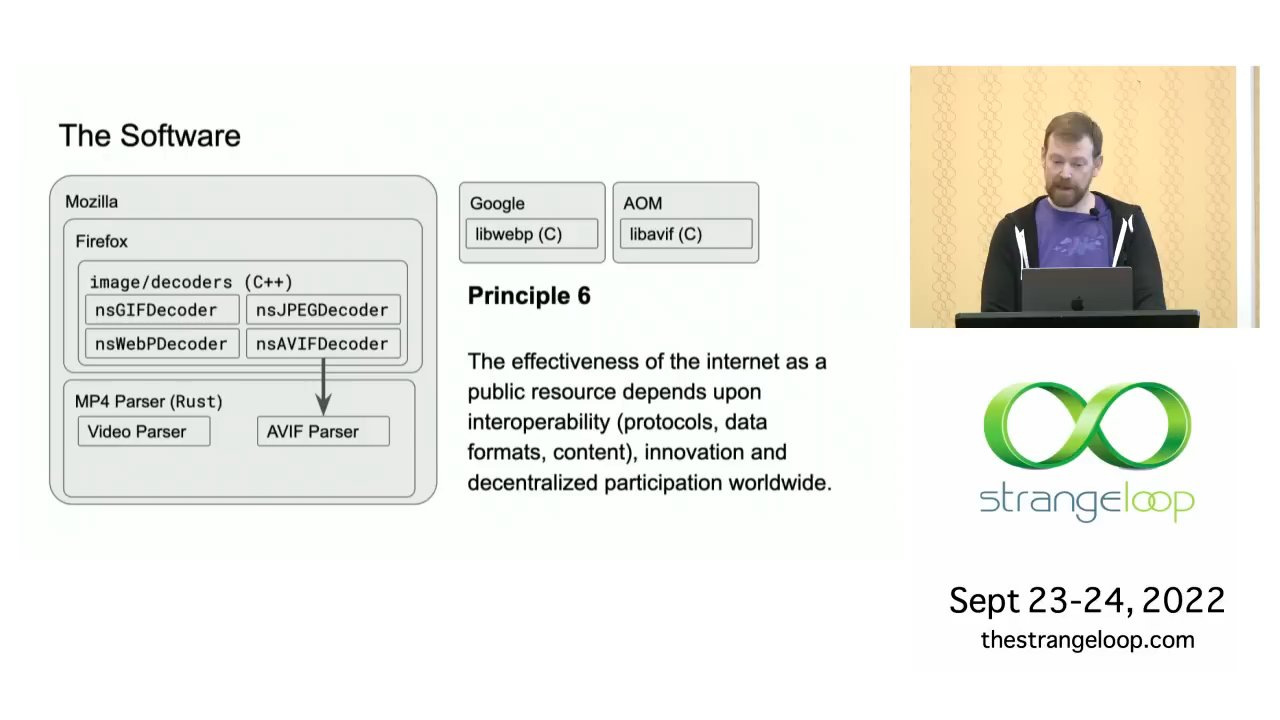 The Software
Mozilla
Firefox
image/decoders (C++)
nsGIFDecoder
nsJPEGDecoder
nsWebPDecoder
nsAVIFDecoder
MP4 Parser (Rust)
Video Parser
AVIF Parser
Google
libwebp (C)
AOM
libavif (C)
Principle 6
The effectiveness of the internet as a
public resource depends upon
interoperability (protocols, data
formats, content), innovation and
decentralized participation worldwide.
strangeloop
Sept 23-24, 2022
thestrangeloop.com